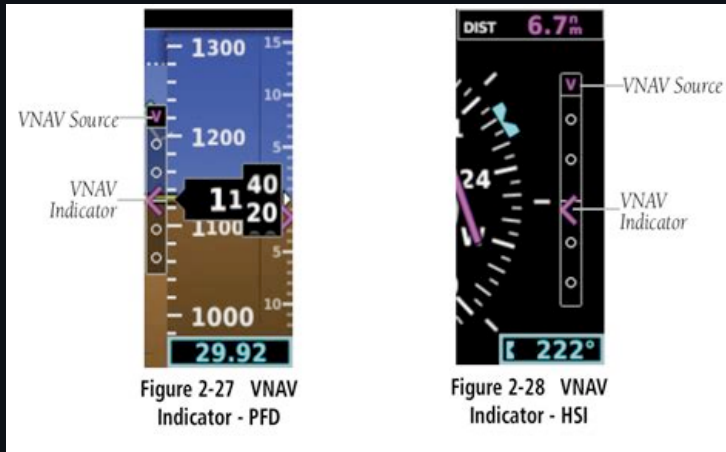 1300
15
10
VNAV Source
V
1200
5
VNAV
Indicator
40
11
20
1100
5
10
1000
29.92
Figure 2-27 VNAV
Indicator - PFD
DIST 6.7nm
V
VNAV Source
24
W
VNAV
Indicator
222°
Figure 2-28 VNAV
Indicator - HSI